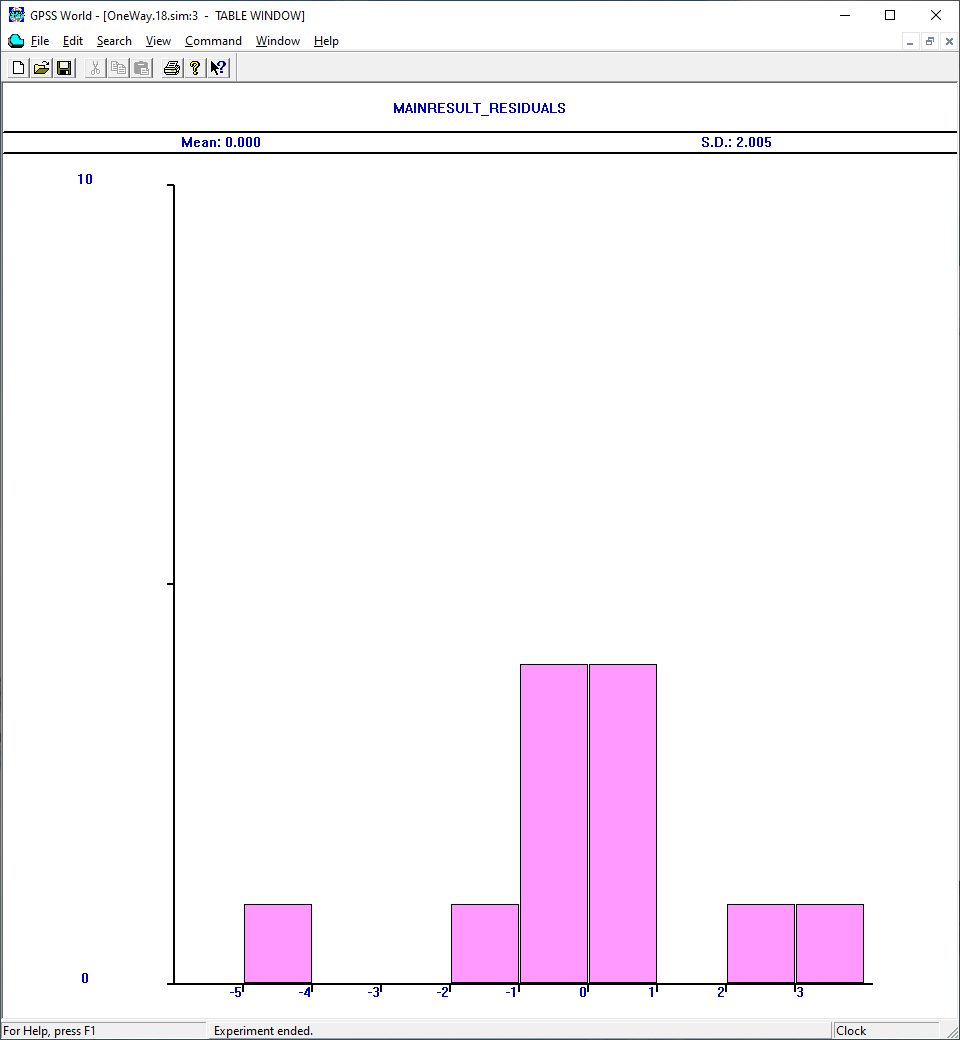 GPSS World - [OneWay.18.sim:3 - TABLE WINDOW]
File Edit Search View Command Window Help
MAINRESULT_RESIDUALS
Mean: 0.000 S.D.: 2.005
10
0
-5 -4 -3 -2 -1 0 1 2 3
For Help, press F1 Experiment ended. Clock